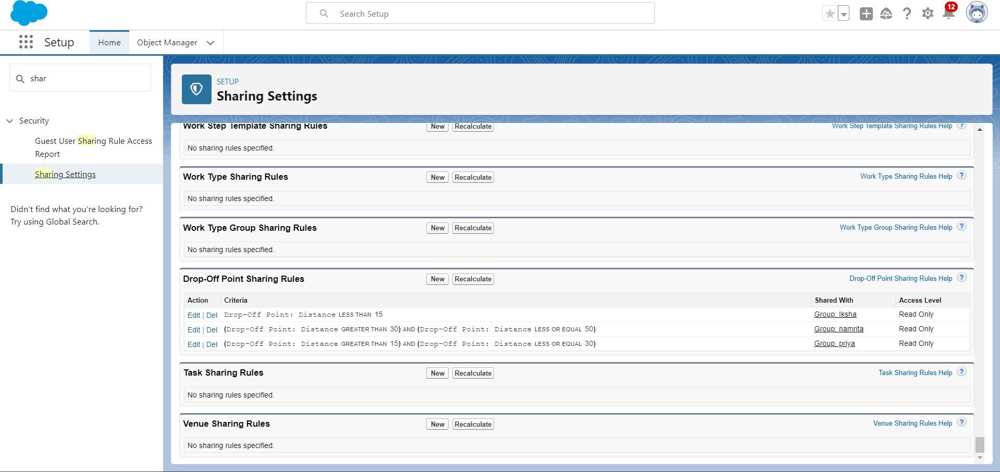 Search Setup
12
Setup
Home
Object Manager
shar
Security
Guest User Sharing Rule Access
Report
Sharing Settings
Didn't find what you're looking for?
Try using Global Search.
SETUP
Sharing Settings
Work Step Template Sharing Rules New Recalculate Work Step Template Sharing Rules Help ?
No sharing rules specified.
Work Type Sharing Rules New Recalculate Work Type Sharing Rules Help ?
No sharing rules specified.
Work Type Group Sharing Rules New Recalculate Work Type Group Sharing Rules Help ?
No sharing rules specified.
Drop-Off Point Sharing Rules New Recalculate Drop-Off Point Sharing Rules Help ?
Action Criteria Shared With Access Level
Edit | Del Drop-Off Point: Distance LESS THAN 15 Group: Iksha Read Only
Edit | Del (Drop-Off Point: Distance GREATER THAN 30) AND (Drop-Off Point: Distance LESS OR EQUAL 50) Group: namrita Read Only
Edit | Del (Drop-Off Point: Distance GREATER THAN 15) AND (Drop-Off Point: Distance LESS OR EQUAL 30) Group: priya Read Only
Task Sharing Rules New Recalculate Task Sharing Rules Help ?
No sharing rules specified.
Venue Sharing Rules New Recalculate Venue Sharing Rules Help ?
No sharing rules specified.